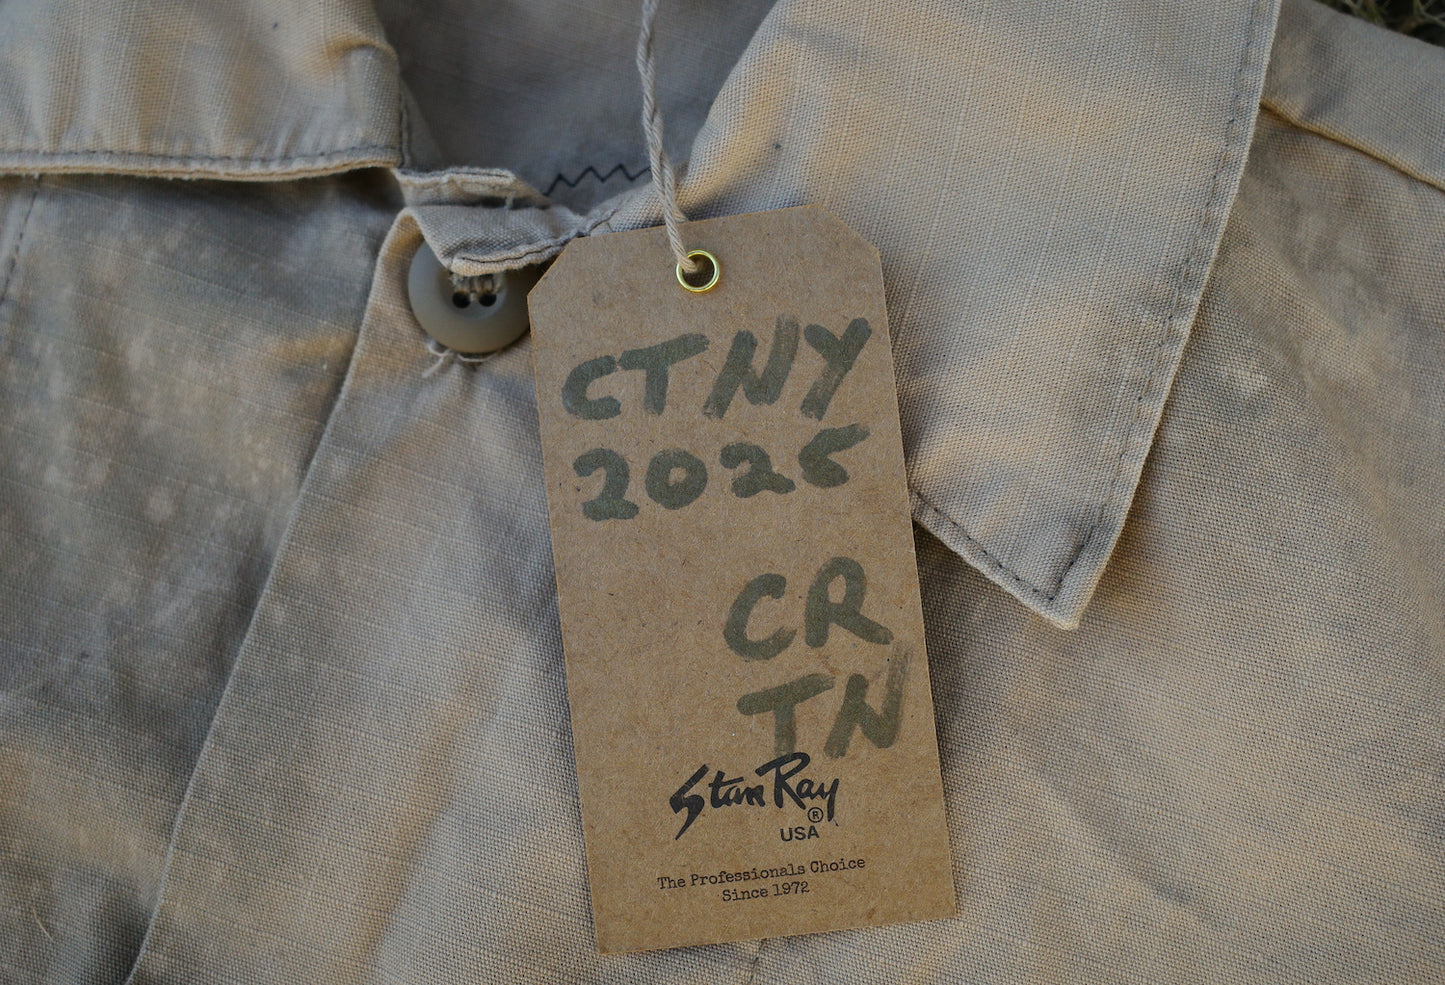 CTNY
2025
CR
TN
Stan Ray
®
USA
The Professionals Choice
Since 1972